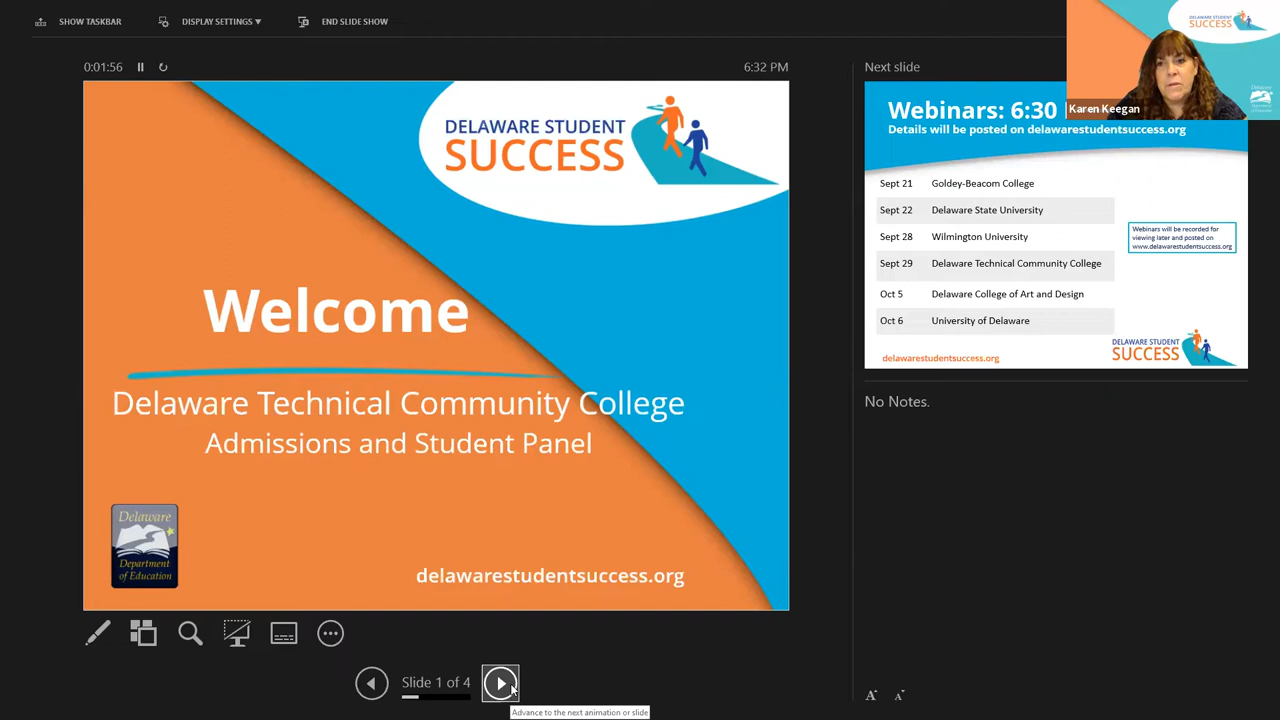 SHOW TASKBAR
DISPLAY SETTINGS ▼
END SLIDE SHOW
0:01:56
6:32 PM
DELAWARE STUDENT
SUCCESS
Welcome
Delaware Technical Community College
Admissions and Student Panel
Delaware
Department
of Education
delawarestudentsuccess.org
Slide 1 of 4
Advance to the next animation or slide
Next slide
DELAWARE STUDENT
SUCCESS
Karen Keegan
Webinars: 6:30
Details will be posted on delawarestudentsuccess.org
Sept 21 Goldey-Beacom College
Sept 22 Delaware State University
Sept 28 Wilmington University
Sept 29 Delaware Technical Community College
Oct 5 Delaware College of Art and Design
Oct 6 University of Delaware
Webinars will be recorded for
viewing later and posted on
www.delawarestudentsuccess.org
delawarestudentsuccess.org
DELAWARE STUDENT
SUCCESS
No Notes.
A A